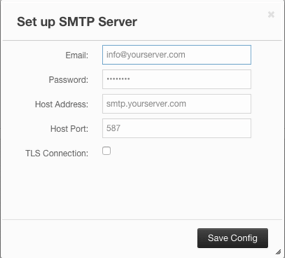 Set up SMTP Server
×
Email: info@yourserver.com
Password: ••••••••
Host Address: smtp.yourserver.com
Host Port: 587
TLS Connection:
Save Config